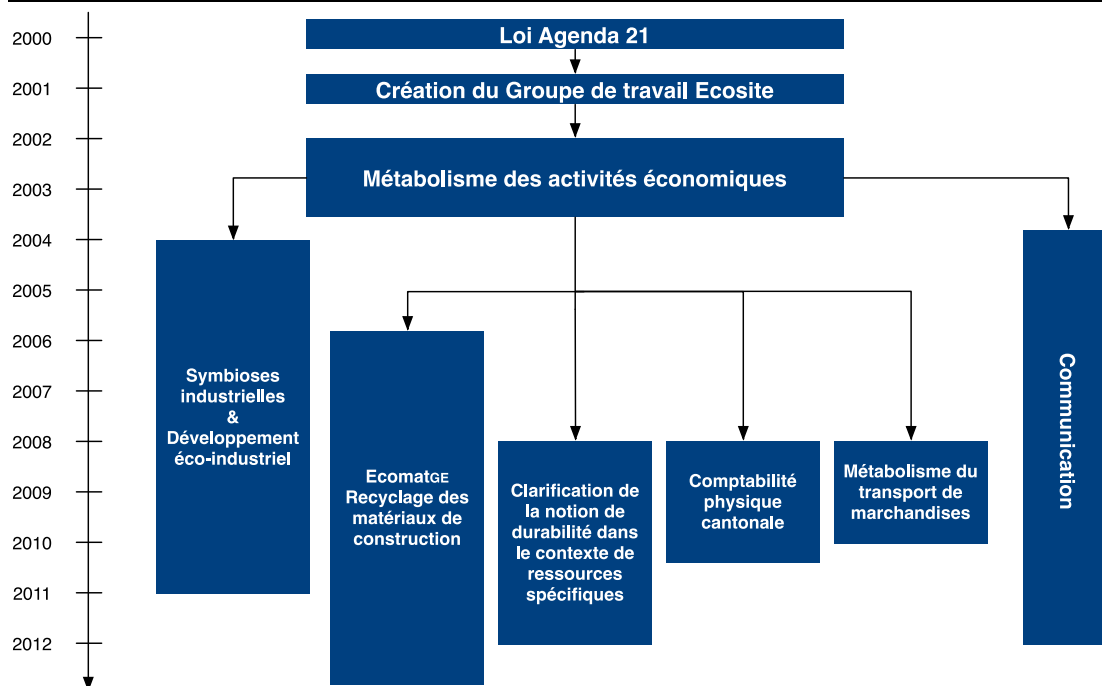 2000
2001
2002
2003
2004
2005
2006
2007
2008
2009
2010
2011
2012
Loi Agenda 21
Création du Groupe de travail Ecosite
Métabolisme des activités économiques
Symbioses
industrielles
&
Développement
éco-industriel
EcomatGE
Recyclage des
matériaux de
construction
Clarification de
la notion de
durabilité dans
le contexte de
ressources
spécifiques
Comptabilité
physique
cantonale
Métabolisme du
transport de
marchandises
Communication